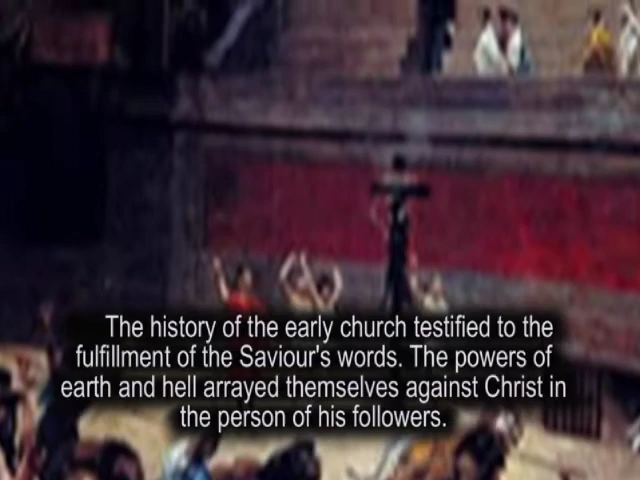 The history of the early church testified to the
fulfillment of the Saviour's words. The powers of
earth and hell arrayed themselves against Christ in
the person of his followers.